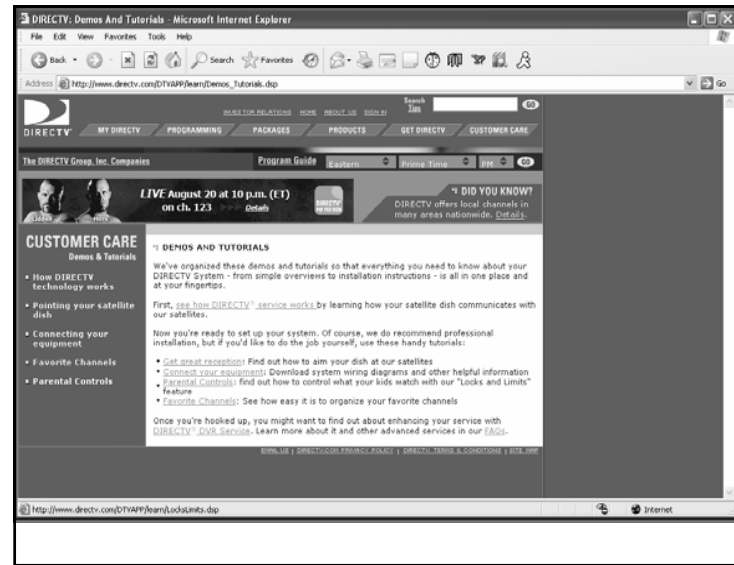 DIRECTV: Demos And Tutorials - Microsoft Internet Explorer
File Edit View Favorites Tools Help
Back Search Favorites
Address http://www.directv.com/DTVAPP/learn/Demos_Tutorials.dsp Go
INVESTOR RELATIONS HOME ABOUT US SIGN IN Search Tips GO
DIRECTV MY DIRECTV PROGRAMMING PACKAGES PRODUCTS GET DIRECTV CUSTOMER CARE
The DIRECTV Group, Inc. Companies Program Guide Eastern Prime Time PM GO
LIVE August 20 at 10 p.m. (ET)
on ch. 123 Details
DIRECTV
DID YOU KNOW?
DIRECTV offers local channels in
many areas nationwide. Details.
CUSTOMER CARE
Demos & Tutorials
• How DIRECTV
technology works
• Pointing your satellite
dish
• Connecting your
equipment
• Favorite Channels
• Parental Controls
DEMOS AND TUTORIALS
We've organized these demos and tutorials so that everything you need to know about your
DIRECTV System - from simple overviews to installation instructions - is all in one place and
at your fingertips.
First, see how DIRECTV® service works by learning how your satellite dish communicates with
our satellites.
Now you're ready to set up your system. Of course, we do recommend professional
installation, but if you'd like to do the job yourself, use these handy tutorials:
• Get great reception: Find out how to aim your dish at our satellites
• Connect your equipment: Download system wiring diagrams and other helpful information
• Parental Controls: find out how to control what your kids watch with our "Locks and Limits"
feature
• Favorite Channels: See how easy it is to organize your favorite channels
Once you're hooked up, you might want to find out about enhancing your service with
DIRECTV® DVR Service. Learn more about it and other advanced services in our FAQs.
EMAIL US | DIRECTV.COM PRIVACY POLICY | DIRECTV TERMS & CONDITIONS | SITE MAP
http://www.directv.com/DTVAPP/learn/LocksLimits.dsp Internet